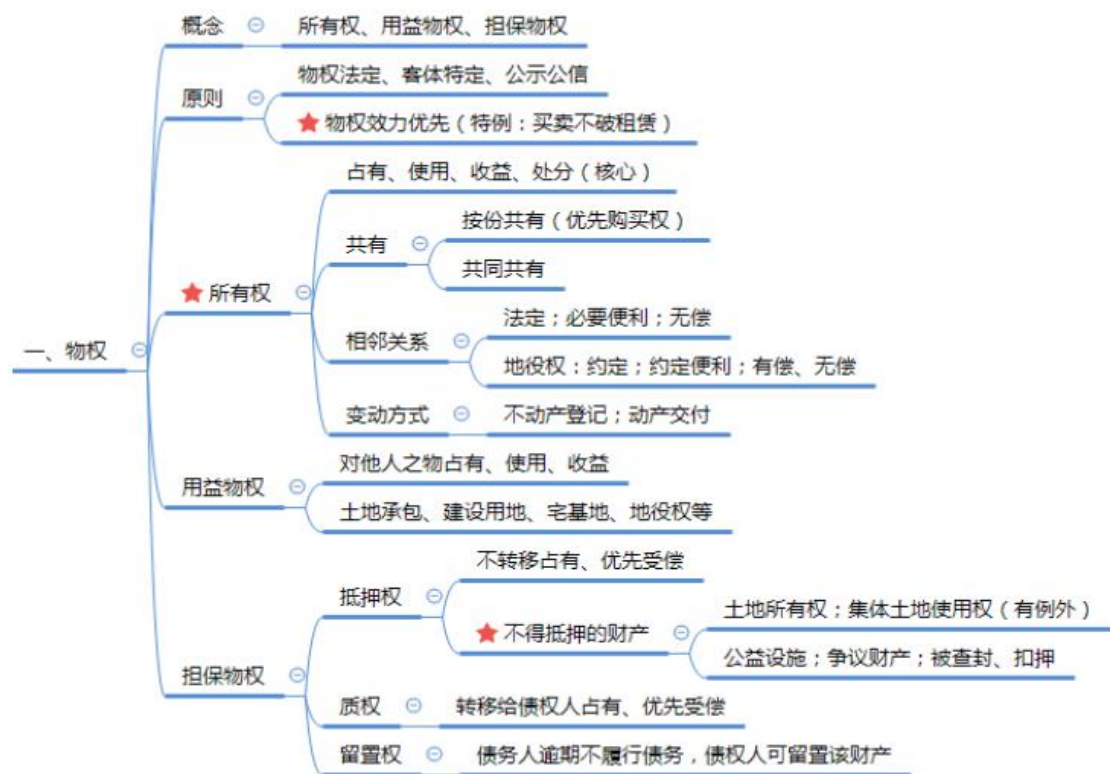 一、物权
概念
所有权、用益物权、担保物权
原则
物权法定、客体特定、公示公信
物权效力优先（特例：买卖不破租赁）
所有权
占有、使用、收益、处分（核心）
共有
按份共有（优先购买权）
共同共有
相邻关系
法定；必要便利；无偿
地役权：约定；约定便利；有偿、无偿
变动方式
不动产登记；动产交付
用益物权
对他人之物占有、使用、收益
土地承包、建设用地、宅基地、地役权等
担保物权
抵押权
不转移占有、优先受偿
不得抵押的财产
土地所有权；集体土地使用权（有例外）
公益设施；争议财产；被查封、扣押
质权
转移给债权人占有、优先受偿
留置权
债务人逾期不履行债务，债权人可留置该财产